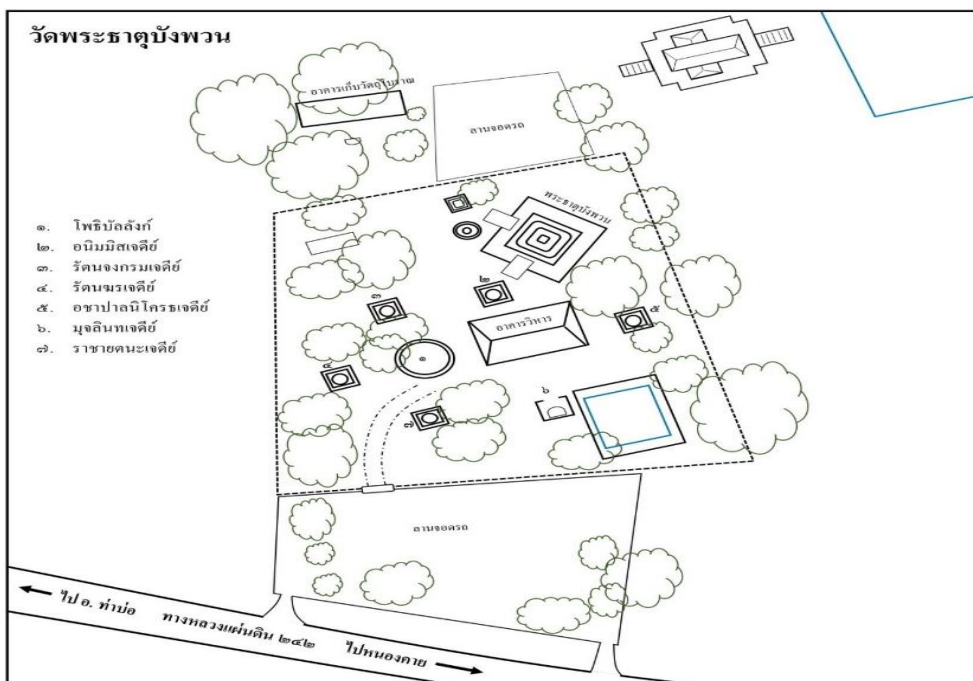 วัดพระธาตุบังพวน
อาคารเก็บวัตถุโบราณ
ลานจอดรถ
พระธาตุบังพวน
๑. โพธิบัลลังก์
๒. อนิมมิสเจดีย์
๓. รัตนจงกรมเจดีย์
๔. รัตนฆรเจดีย์
๕. อชาปาลนิโครธเจดีย์
๖. มุจลินทเจดีย์
๗. ราชายตนะเจดีย์
๒
๓
อาคารวิหาร
๕
๑
๔
๖
๗
ลานจอดรถ
ไป อ. ท่าบ่อ ทางหลวงแผ่นดิน ๒๔๒ ไปหนองคาย